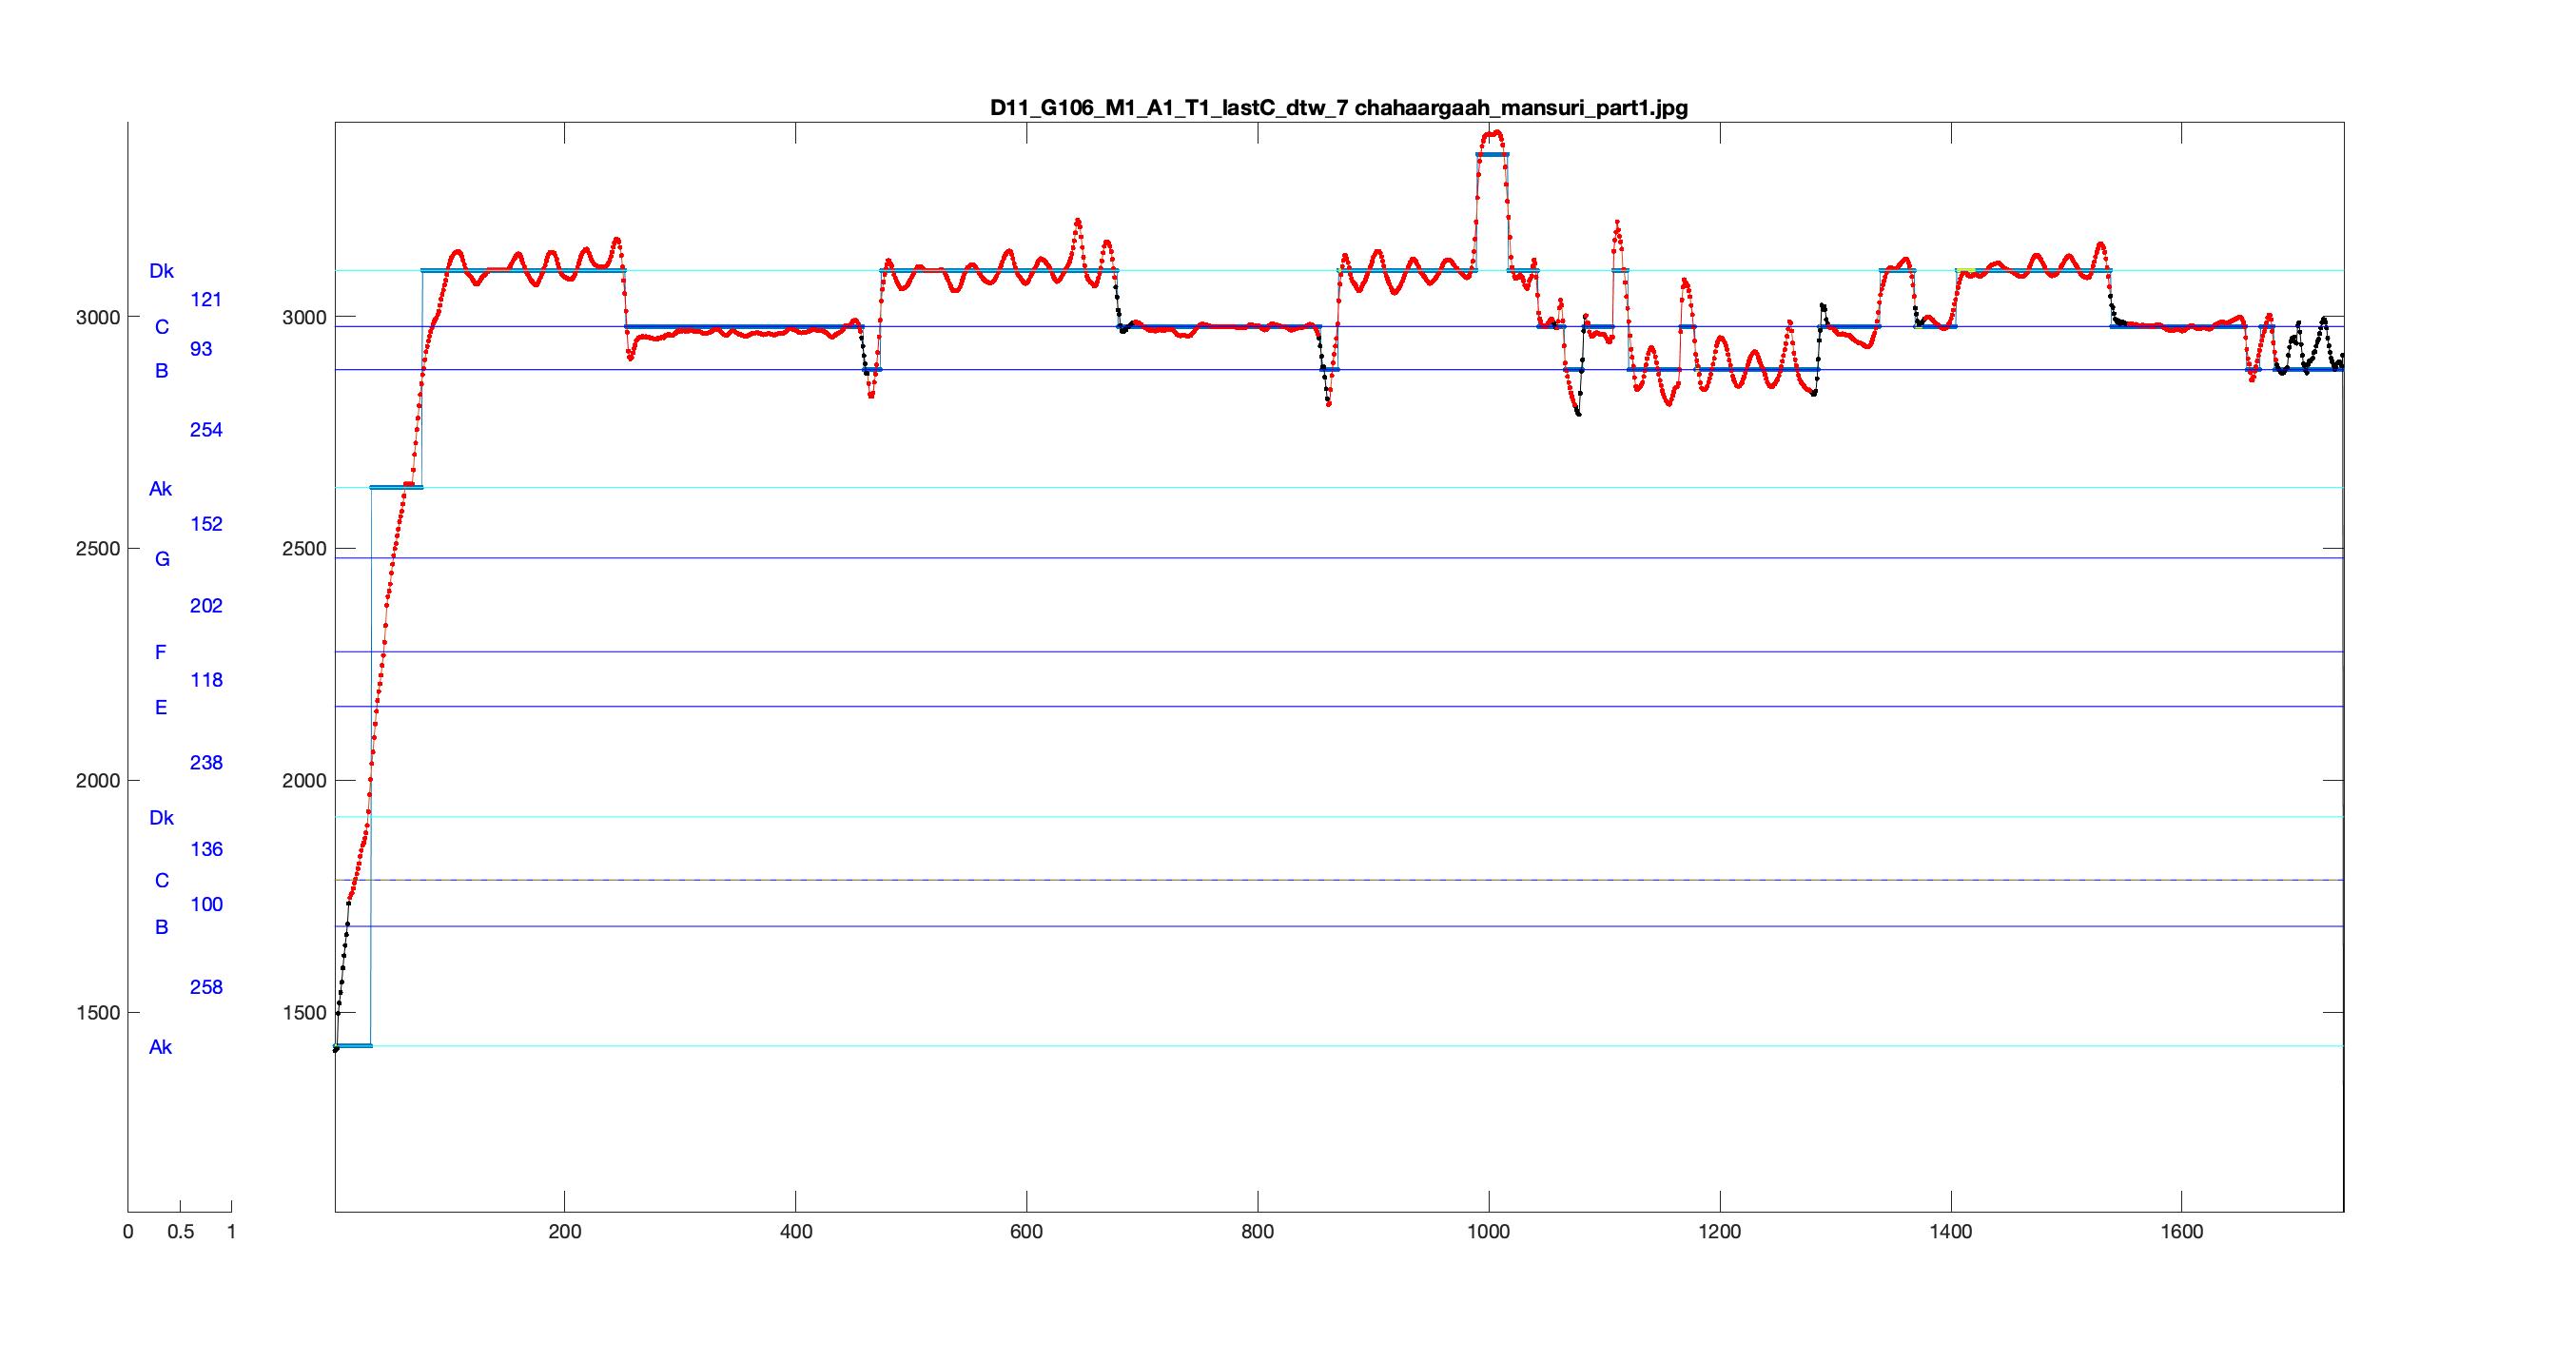 D11_G106_M1_A1_T1_lastC_dtw_7 chahaargaah_mansuri_part1.jpg
Dk
121
3000 C 3000
93
B
254
Ak
152
2500 G 2500
202
F
118
E
238
2000 2000
Dk
136
C
100
B
258
1500 1500
Ak
0 0.5 1 200 400 600 800 1000 1200 1400 1600